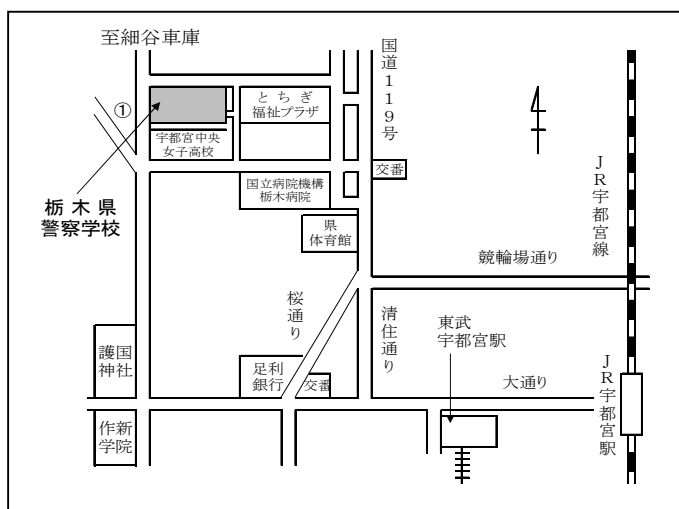 至細谷車庫
国道119号
①
とちぎ
福祉プラザ
宇都宮中央
女子高校
交番
国立病院機構
栃木病院
栃木県
警察学校
県
体育館
JR宇都宮線
競輪場通り
桜通り
清住通り
東武
宇都宮駅
護国
神社
足利
銀行
交番
大通り
JR宇都宮駅
作新
学院